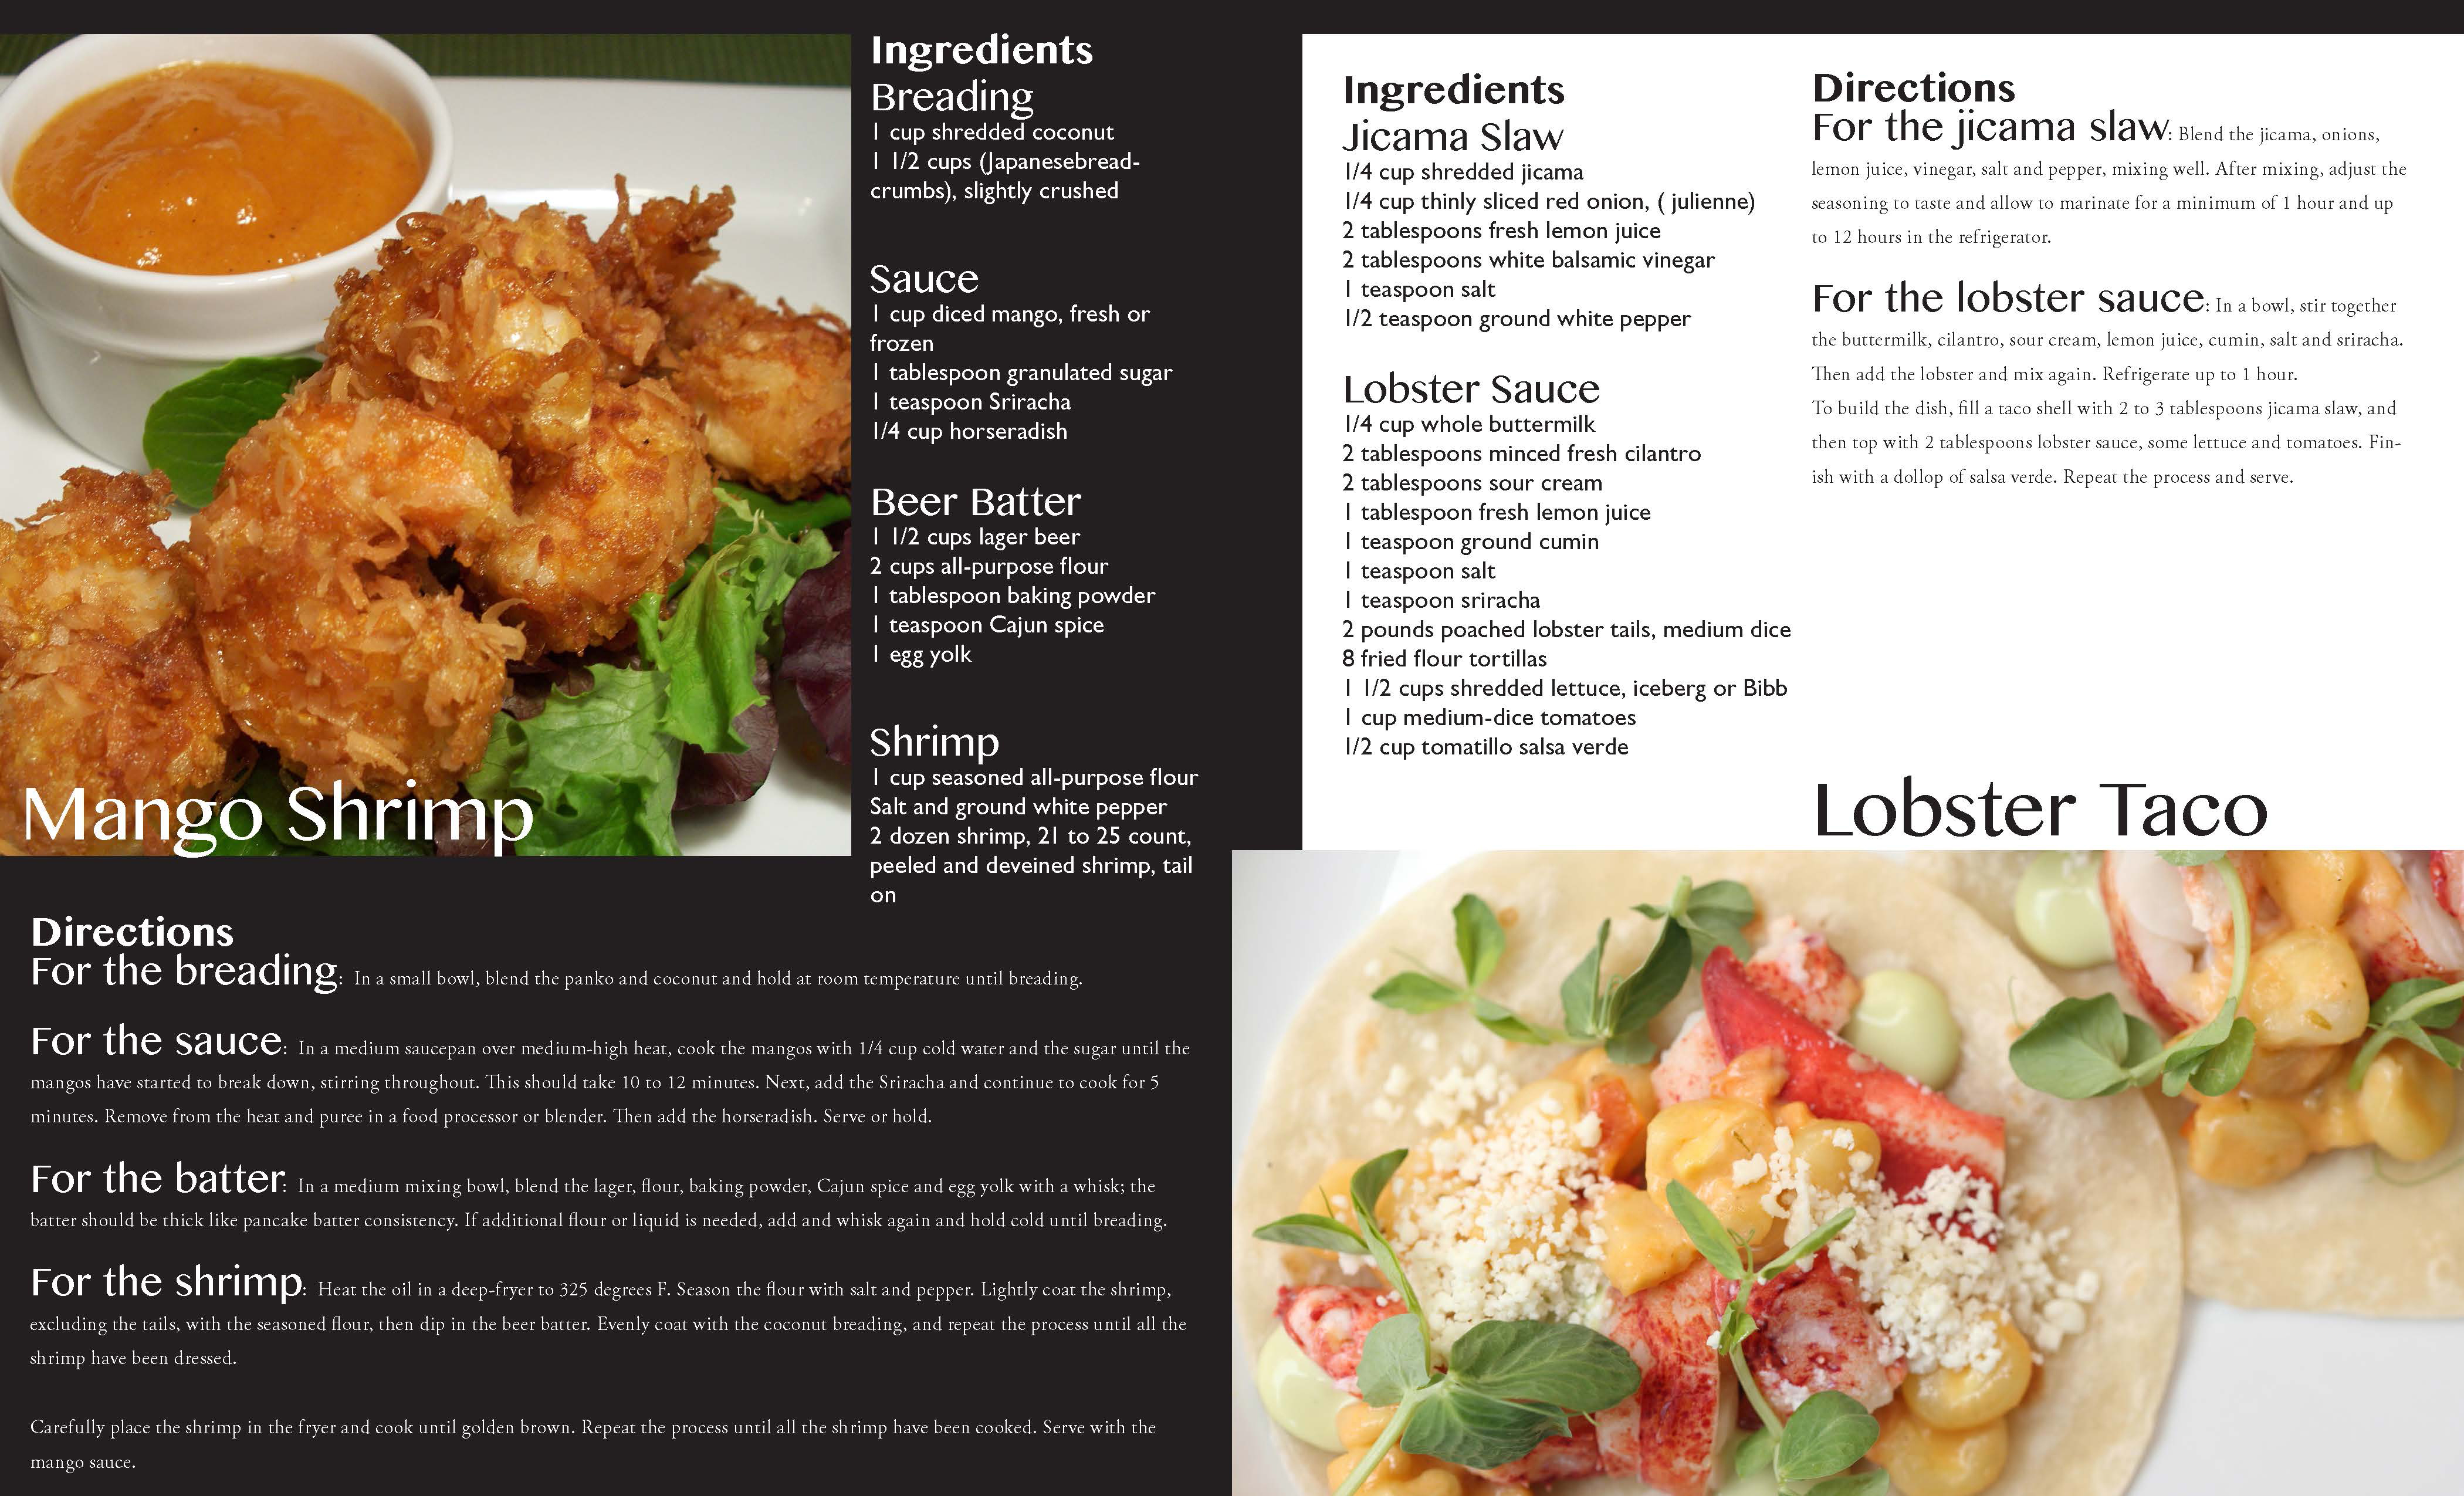 Mango Shrimp
Ingredients
Breading
1 cup shredded coconut
1 1/2 cups (Japanesebread-
crumbs), slightly crushed
Sauce
1 cup diced mango, fresh or
frozen
1 tablespoon granulated sugar
1 teaspoon Sriracha
1/4 cup horseradish
Beer Batter
1 1/2 cups lager beer
2 cups all-purpose flour
1 tablespoon baking powder
1 teaspoon Cajun spice
1 egg yolk
Shrimp
1 cup seasoned all-purpose flour
Salt and ground white pepper
2 dozen shrimp, 21 to 25 count,
peeled and deveined shrimp, tail
on
Directions
For the breading: In a small bowl, blend the panko and coconut and hold at room temperature until breading.
For the sauce: In a medium saucepan over medium-high heat, cook the mangos with 1/4 cup cold water and the sugar until the
mangos have started to break down, stirring throughout. This should take 10 to 12 minutes. Next, add the Sriracha and continue to cook for 5
minutes. Remove from the heat and puree in a food processor or blender. Then add the horseradish. Serve or hold.
For the batter: In a medium mixing bowl, blend the lager, flour, baking powder, Cajun spice and egg yolk with a whisk; the
batter should be thick like pancake batter consistency. If additional flour or liquid is needed, add and whisk again and hold cold until breading.
For the shrimp: Heat the oil in a deep-fryer to 325 degrees F. Season the flour with salt and pepper. Lightly coat the shrimp,
excluding the tails, with the seasoned flour, then dip in the beer batter. Evenly coat with the coconut breading, and repeat the process until all the
shrimp have been dressed.
Carefully place the shrimp in the fryer and cook until golden brown. Repeat the process until all the shrimp have been cooked. Serve with the
mango sauce.
Ingredients
Jicama Slaw
1/4 cup shredded jicama
1/4 cup thinly sliced red onion, ( julienne)
2 tablespoons fresh lemon juice
2 tablespoons white balsamic vinegar
1 teaspoon salt
1/2 teaspoon ground white pepper
Lobster Sauce
1/4 cup whole buttermilk
2 tablespoons minced fresh cilantro
2 tablespoons sour cream
1 tablespoon fresh lemon juice
1 teaspoon ground cumin
1 teaspoon salt
1 teaspoon sriracha
2 pounds poached lobster tails, medium dice
8 fried flour tortillas
1 1/2 cups shredded lettuce, iceberg or Bibb
1 cup medium-dice tomatoes
1/2 cup tomatillo salsa verde
Directions
For the jicama slaw: Blend the jicama, onions,
lemon juice, vinegar, salt and pepper, mixing well. After mixing, adjust the
seasoning to taste and allow to marinate for a minimum of 1 hour and up
to 12 hours in the refrigerator.
For the lobster sauce: In a bowl, stir together
the buttermilk, cilantro, sour cream, lemon juice, cumin, salt and sriracha.
Then add the lobster and mix again. Refrigerate up to 1 hour.
To build the dish, fill a taco shell with 2 to 3 tablespoons jicama slaw, and
then top with 2 tablespoons lobster sauce, some lettuce and tomatoes. Fin-
ish with a dollop of salsa verde. Repeat the process and serve.
Lobster Taco